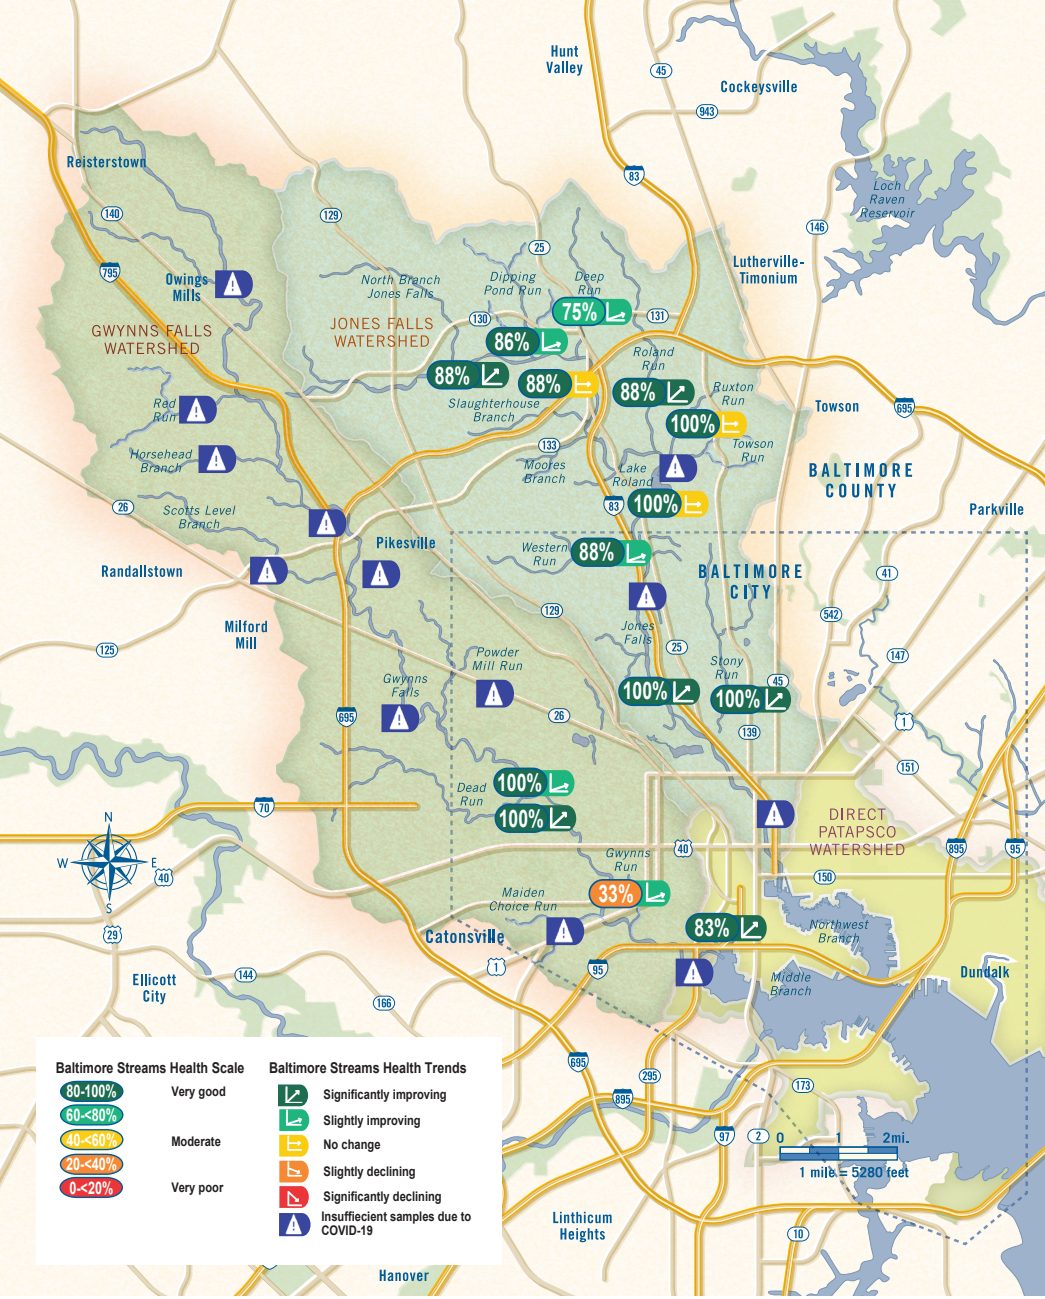 Hunt
Valley
45
Cockeysville
943
83
Reisterstown
140
129
25
146
Loch
Raven
Reservoir
Lutherville-
Timonium
795
Owings
Mills
North Branch
Jones Falls
Dipping
Pond Run
Deep
Run
75%
131
130
GWYNNS FALLS
WATERSHED
JONES FALLS
WATERSHED
86%
Roland
Run
88%
88%
88%
Ruxton
Run
Slaughterhouse
Branch
Red
Run
100%
Towson
695
Towson
Run
133
Horsehead
Branch
Moores
Branch
Lake
Roland
BALTIMORE
COUNTY
26
Scotts Level
Branch
83
100%
Parkville
Pikesville
Western
Run
88%
Randallstown
BALTIMORE
CITY
41
129
542
Milford
Mill
Jones
Falls
25
125
147
Powder
Mill Run
Stony
Run
Gwynns
Falls
45
100%
100%
695
26
139
1
151
Dead
Run
100%
100%
70
N
W
E
S
40
DIRECT
PATAPSCO
WATERSHED
40
895
95
Gwynns
Run
150
33%
Maiden
Choice Run
83%
Northwest
Branch
29
Catonsville
1
95
Dundalk
Ellicott
City
144
Middle
Branch
166
695
295
895
173
97
2
0
1
2mi.
1 mile = 5280 feet
Linthicum
Heights
10
Hanover
Baltimore Streams Health Scale
80-100%
Very good
60-<80%
40-<60%
Moderate
20-<40%
0-<20%
Very poor
Baltimore Streams Health Trends
Significantly improving
Slightly improving
No change
Slightly declining
Significantly declining
Insuffiecient samples due to
COVID-19